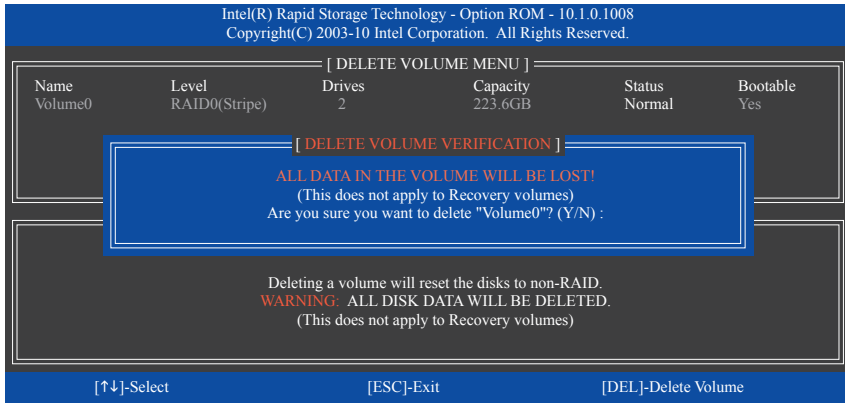 Intel(R) Rapid Storage Technology - Option ROM - 10.1.0.1008
Copyright(C) 2003-10 Intel Corporation.  All Rights Reserved.
[ DELETE VOLUME MENU ]
Name Level Drives Capacity Status Bootable
Volume0 RAID0(Stripe) 2 223.6GB Normal Yes
[ DELETE VOLUME VERIFICATION ]
ALL DATA IN THE VOLUME WILL BE LOST!
(This does not apply to Recovery volumes)
Are you sure you want to delete "Volume0"? (Y/N) :
Deleting a volume will reset the disks to non-RAID.
WARNING:  ALL DISK DATA WILL BE DELETED.
(This does not apply to Recovery volumes)
[↑↓]-Select [ESC]-Exit [DEL]-Delete Volume